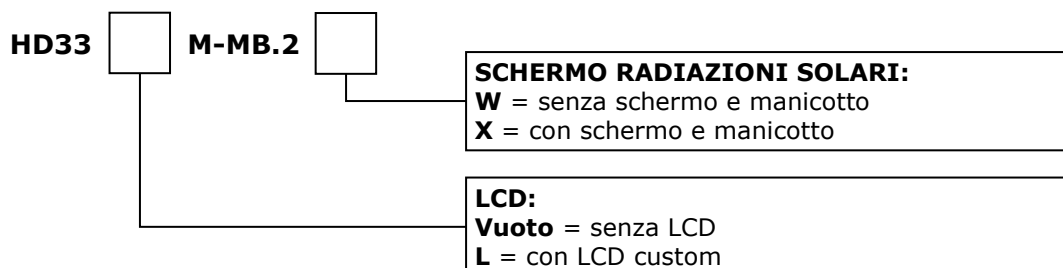 HD33 M-MB.2
SCHERMO RADIAZIONI SOLARI:
W = senza schermo e manicotto
X = con schermo e manicotto
LCD:
Vuoto = senza LCD
L = con LCD custom